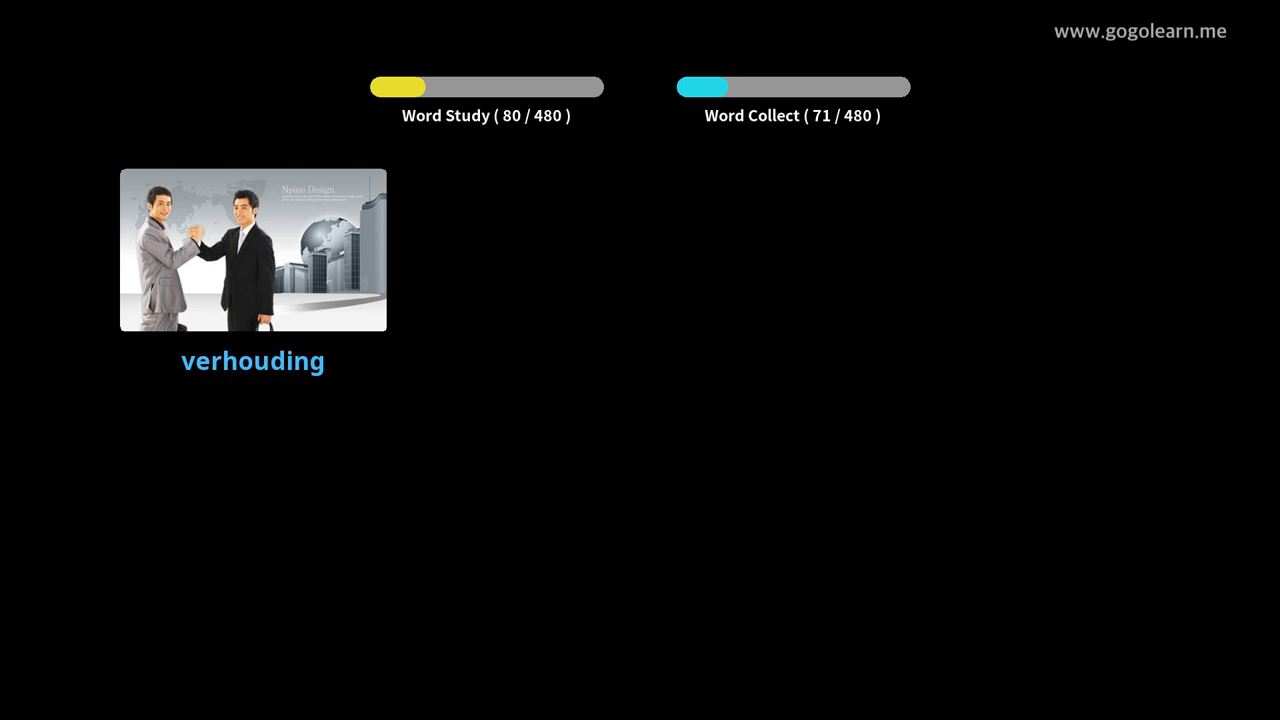 www.gogolearn.me
Word Study ( 80 / 480 )
Word Collect ( 71 / 480 )
Npine Design
verhouding